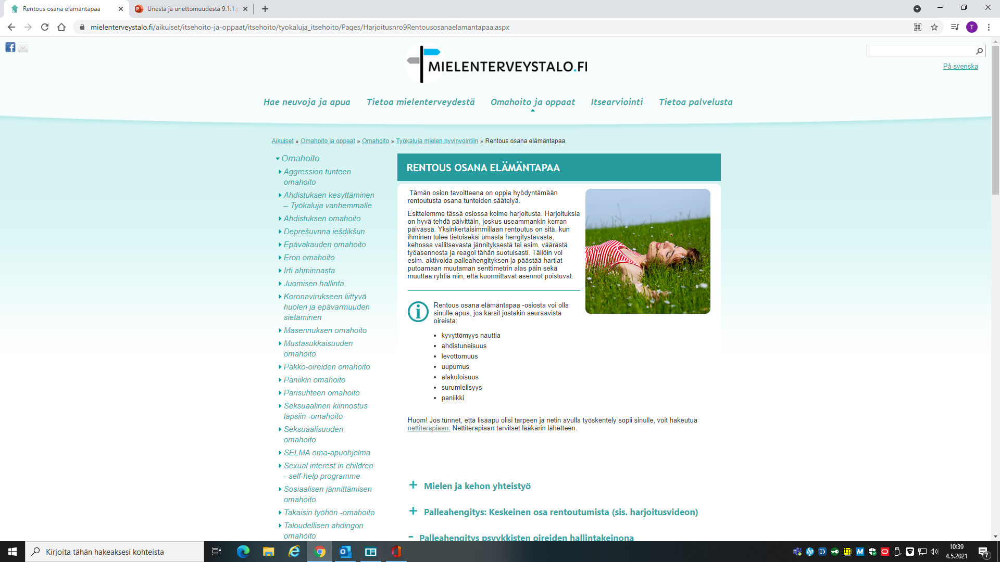 Rentous osana elämäntapaa
Unesta ja unettomuudesta 9.1.1.
mielenterveystalo.fi/aikuiset/itsehoito-ja-oppaat/itsehoito/tyokaluja_itsehoito/Pages/Harjoitusnro9Rentousosanaelamantapaa.aspx
T
MIELENTERVEYSTALO.FI
På svenska
Hae neuvoja ja apua
Tietoa mielenterveydestä
Omahoito ja oppaat
Itsearviointi
Tietoa palvelusta
Aikuiset » Omahoito ja oppaat » Omahoito » Työkaluja mielen hyvinvointiin » Rentous osana elämäntapaa
Omahoito
Aggression tunteen
omahoito
Ahdistuksen kesyttäminen
– Työkaluja vanhemmalle
Ahdistuksen omahoito
Deprešuvnna iešdikšun
Epävakauden omahoito
Eron omahoito
Irti ahminnasta
Juomisen hallinta
Koronavirukseen liittyvä
huolen ja epävarmuuden
sietäminen
Masennuksen omahoito
Mustasukkaisuuden
omahoito
Pakko-oireiden omahoito
Paniikin omahoito
Parisuhteen omahoito
Seksuaalinen kiinnostus
lapsiin -omahoito
Seksuaalisuuden
omahoito
SELMA oma-apuohjelma
Sexual interest in children
- self-help programme
Sosiaalisen jännittämisen
omahoito
Takaisin työhön -omahoito
Taloudellisen ahdingon
omahoito
RENTOUS OSANA ELÄMÄNTAPAA
Tämän osion tavoitteena on oppia hyödyntämään
rentoutusta osana tunteiden säätelyä.
Esittelemme tässä osiossa kolme harjoitusta. Harjoituksia
on hyvä tehdä päivittäin, joskus useammankin kerran
päivässä. Yksinkertaisimmillaan rentoutus on sitä, kun
ihminen tulee tietoiseksi omasta hengitystavasta,
kehossa vallitsevasta jännityksestä tai esim. väärästä
työasennosta ja reagoi tähän suotuisasti. Tällöin voi
esim. aktivoida palleahengityksen ja päästää hartiat
putoamaan muutaman senttimetrin alas päin sekä
muuttaa ryhtiä niin, että kuormittavat asennot poistuvat.
Rentous osana elämäntapaa -osiosta voi olla
sinulle apua, jos kärsit jostakin seuraavista
oireista:
• kyvyttömyys nauttia
• ahdistuneisuus
• levottomuus
• uupumus
• alakuloisuus
• surumielisyys
• paniikki
Huom! Jos tunnet, että lisäapu olisi tarpeen ja netin avulla työskentely sopii sinulle, voit hakeutua
nettiterapiaan. Nettiterapiaan tarvitset lääkärin lähetteen.
+ Mielen ja kehon yhteistyö
+ Palleahengitys: Keskeinen osa rentoutumista (sis. harjoitusvideon)
- Palleahengitys psyykkisten oireiden hallintakeinona
Kirjoita tähän hakeaksesi kohteista
10:39
4.5.2021
7